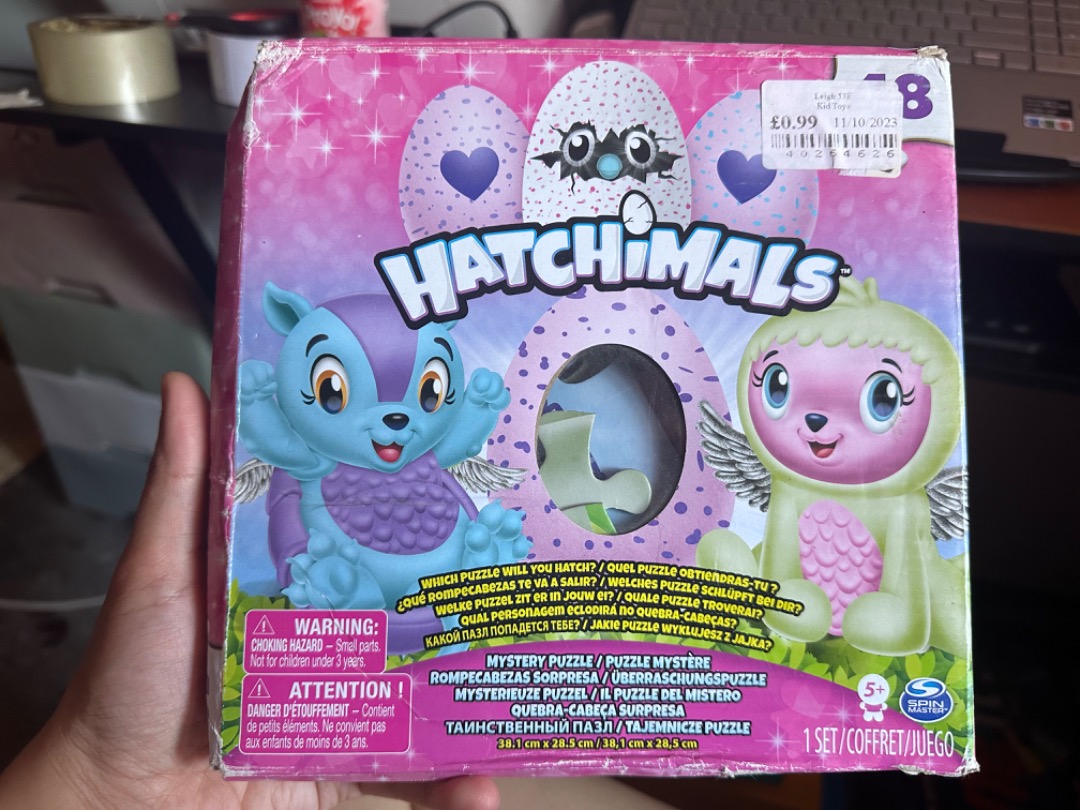 Leigh 538
Kid Toys
£0.99 11/10/2023
40264626
48
HATCHiMALS™
WHICH PUZZLE WILL YOU HATCH? / QUEL PUZZLE OBTIENDRAS-TU ?
¿QUÉ ROMPECABEZAS TE VA A SALIR? / WELCHES PUZZLE SCHLÜPFT BEI DIR?
WELKE PUZZEL ZIT ER IN JOUW EI? / QUALE PUZZLE TROVERAI?
QUAL PERSONAGEM ECLODIRÁ NO QUEBRA-CABEÇAS?
КАКОЙ ПАЗЛ ПОПАДЕТСЯ ТЕБЕ? / JAKIE PUZZLE WYKLUJESZ Z JAJKA?
WARNING:
CHOKING HAZARD – Small parts.
Not for children under 3 years.
ATTENTION !
DANGER D'ÉTOUFFEMENT – Contient
de petits éléments. Ne convient pas
aux enfants de moins de 3 ans.
MYSTERY PUZZLE / PUZZLE MYSTÈRE
ROMPECABEZAS SORPRESA / ÜBERRASCHUNGSPUZZLE
MYSTERIEUZE PUZZEL / IL PUZZLE DEL MISTERO
QUEBRA-CABEÇA SURPRESA
ТАИНСТВЕННЫЙ ПАЗЛ / TAJEMNICZE PUZZLE
38.1 cm x 28.5 cm / 38,1 cm x 28,5 cm
5+
SPIN
MASTER™
1 SET/COFFRET/JUEGO